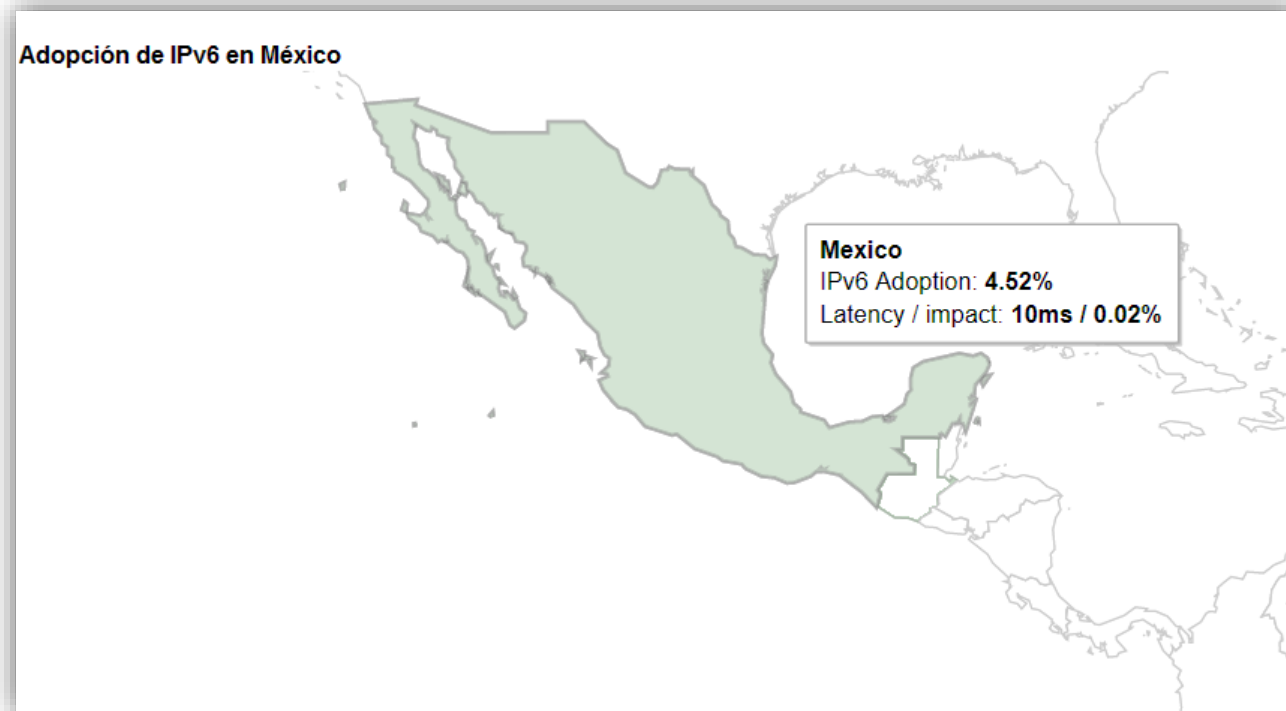 Adopción de IPv6 en México
Mexico
IPv6 Adoption: 4.52%
Latency / impact: 10ms / 0.02%